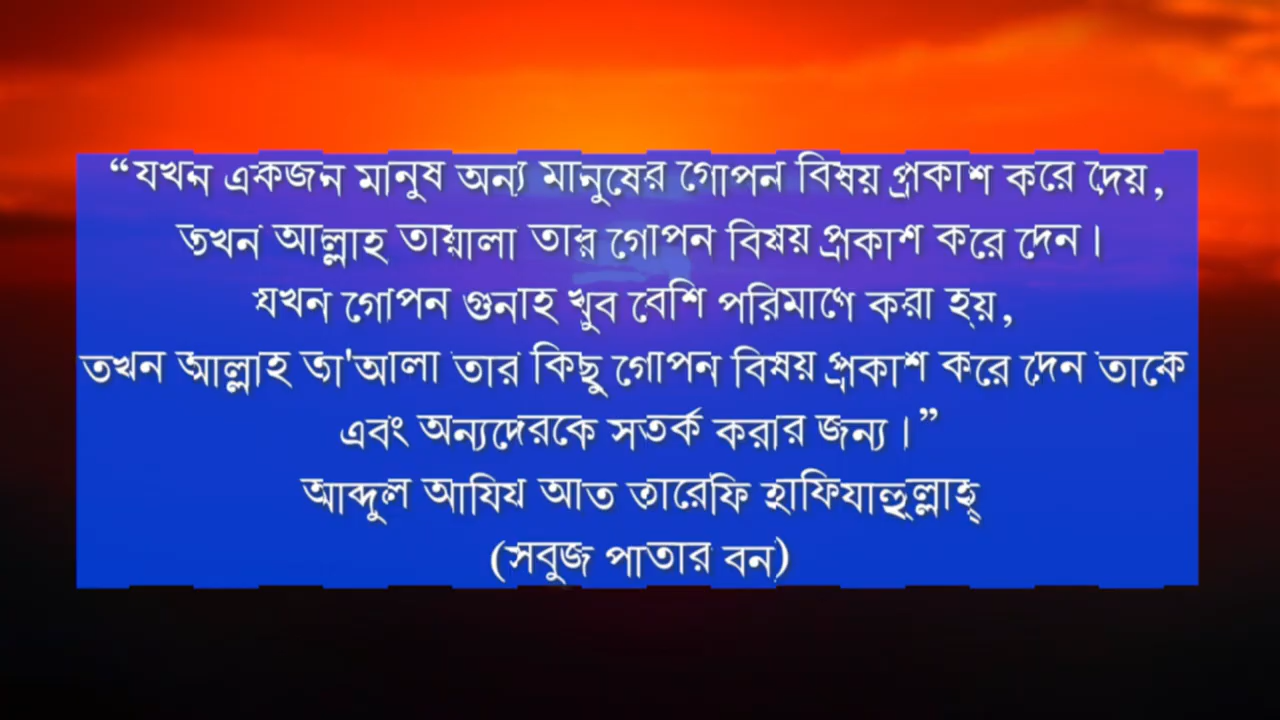 “যখন একজন মানুষ অন্য মানুষের গোপন বিষয় প্রকাশ করে দেয়,
তখন আল্লাহ তায়ালা তার গোপন বিষয় প্রকাশ করে দেন।
যখন গোপন গুনাহ খুব বেশি পরিমাণে করা হয়,
তখন আল্লাহ তা'আলা তার কিছু গোপন বিষয় প্রকাশ করে দেন তাকে
এবং অন্যদেরকে সতর্ক করার জন্য।”
আব্দুল আযিয আত তারেফি হাফিযাহুল্লাহ্
(সবুজ পাতার বন)